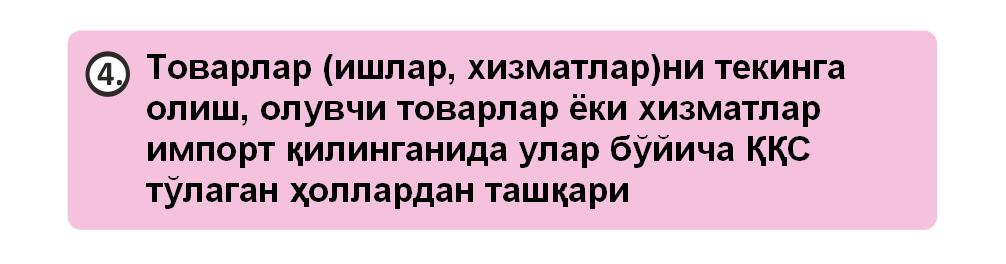 4. Товарлар (ишлар, хизматлар)ни текинга
олиш, олувчи товарлар ёки хизматлар
импорт қилинганида улар бўйича ҚҚС
тўлаган ҳоллардан ташқари